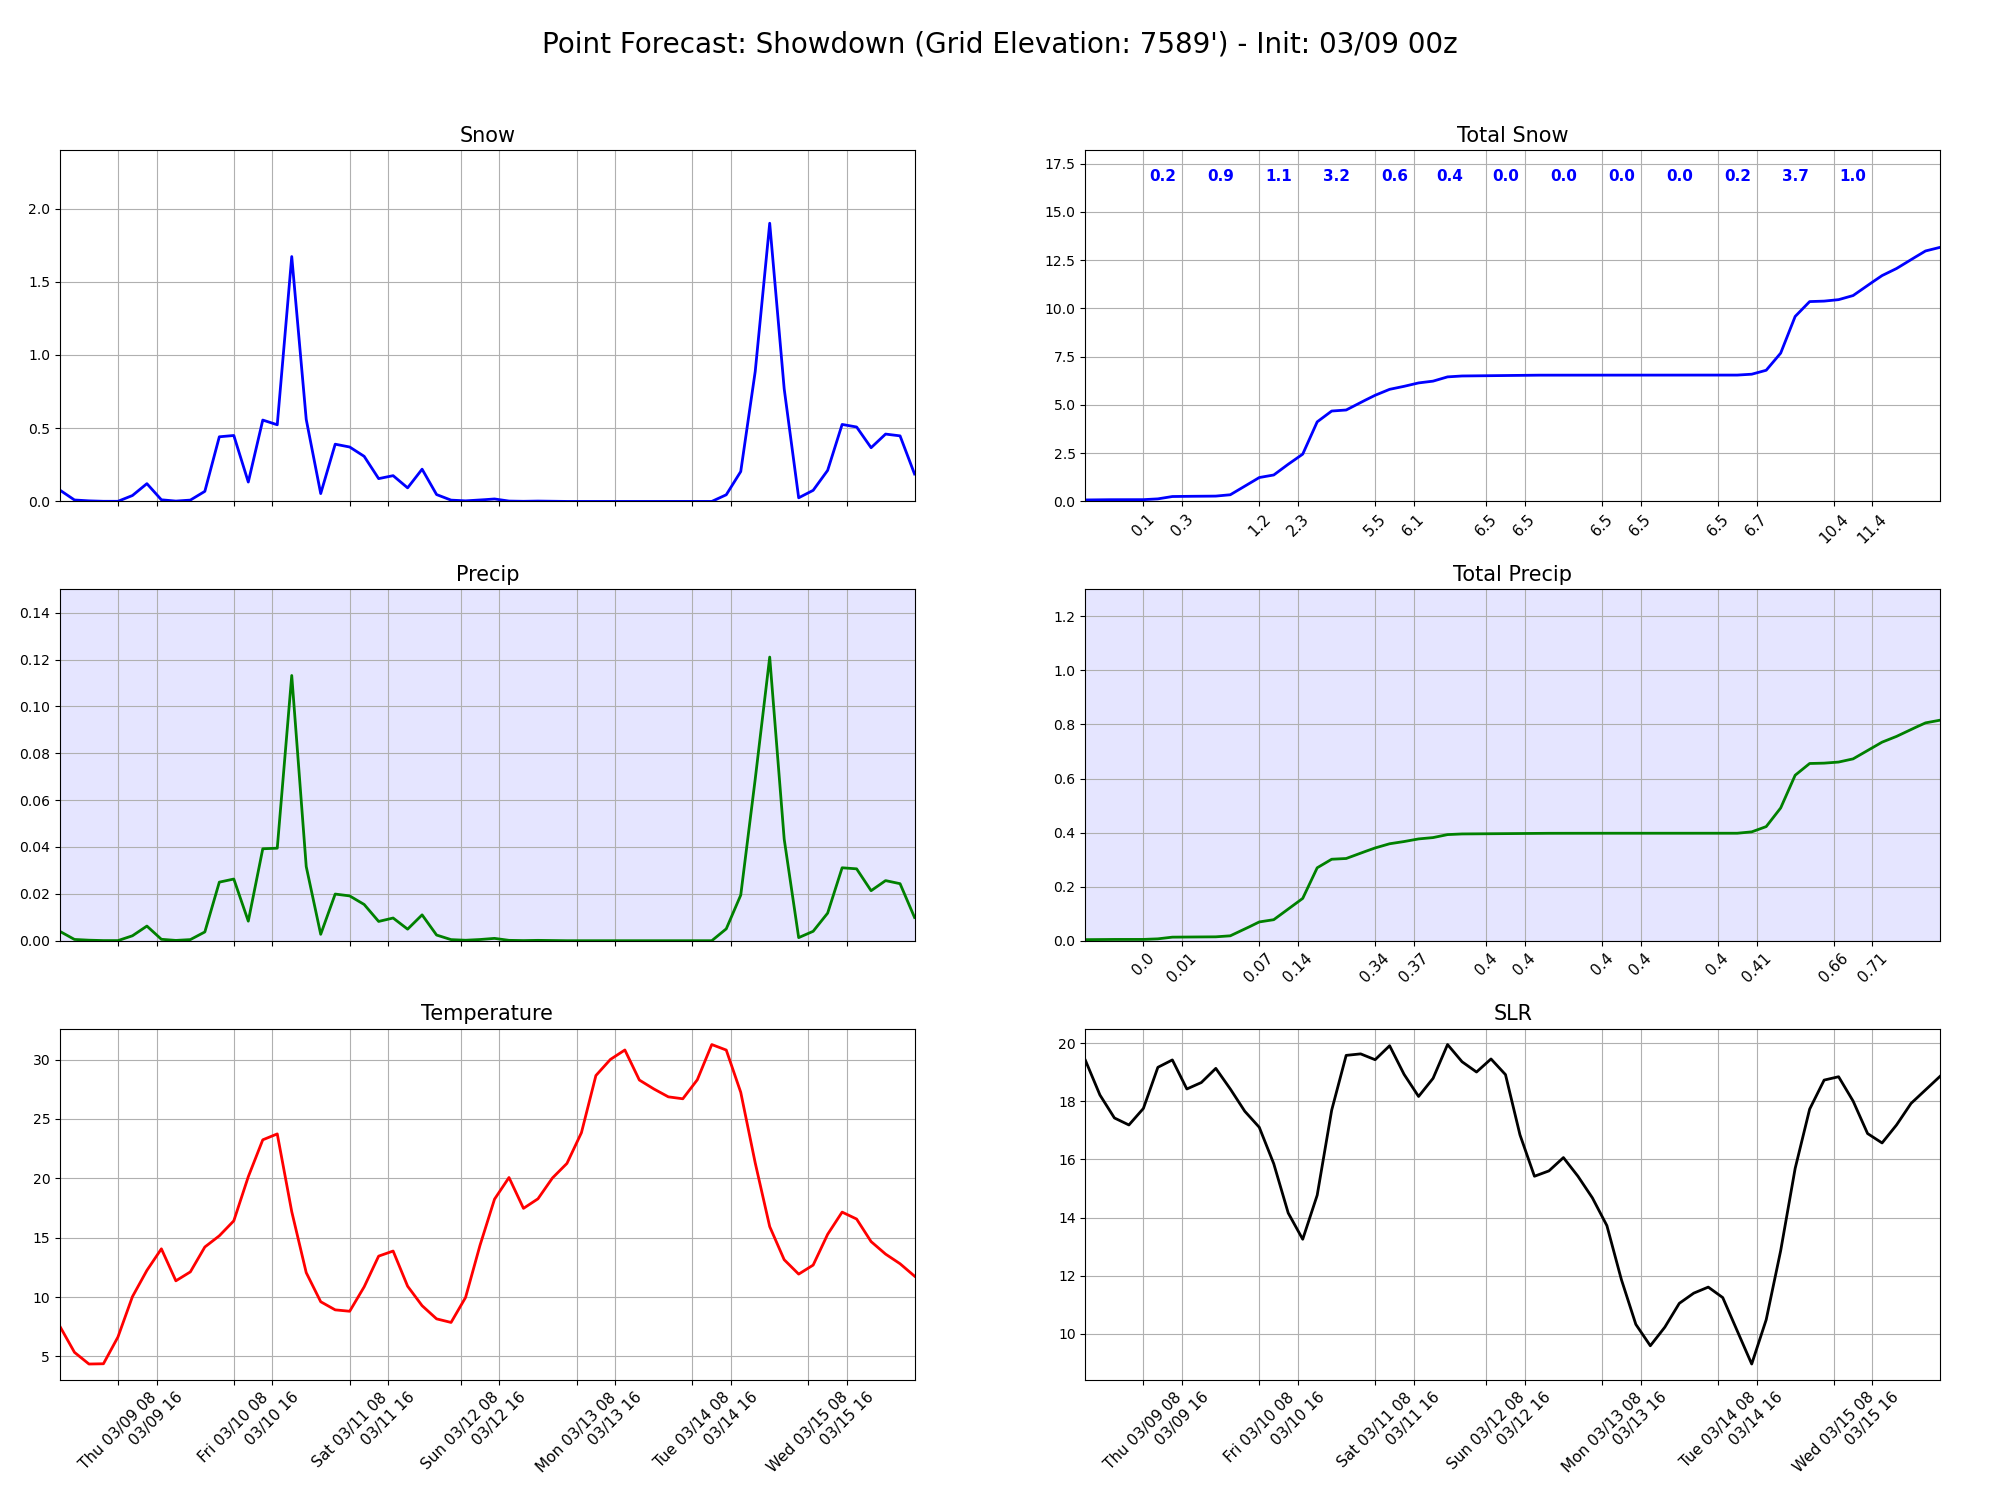 Point Forecast: Showdown (Grid Elevation: 7589') - Init: 03/09 00z
Snow
2.0
1.5
1.0
0.5
0.0
Total Snow
17.5
15.0
12.5
10.0
7.5
5.0
2.5
0.0
0.2 0.9 1.1 3.2 0.6 0.4 0.0 0.0 0.0 0.0 0.2 3.7 1.0
0.1 0.3 1.2 2.3 5.5 6.1 6.5 6.5 6.5 6.5 6.5 6.7 10.4 11.4
Precip
0.14
0.12
0.10
0.08
0.06
0.04
0.02
0.00
Total Precip
1.2
1.0
0.8
0.6
0.4
0.2
0.0
0.0 0.01 0.07 0.14 0.34 0.37 0.4 0.4 0.4 0.4 0.4 0.41 0.66 0.71
Temperature
30
25
20
15
10
5
Thu 03/09 08
03/09 16
Fri 03/10 08
03/10 16
Sat 03/11 08
03/11 16
Sun 03/12 08
03/12 16
Mon 03/13 08
03/13 16
Tue 03/14 08
03/14 16
Wed 03/15 08
03/15 16
SLR
20
18
16
14
12
10
Thu 03/09 08
03/09 16
Fri 03/10 08
03/10 16
Sat 03/11 08
03/11 16
Sun 03/12 08
03/12 16
Mon 03/13 08
03/13 16
Tue 03/14 08
03/14 16
Wed 03/15 08
03/15 16